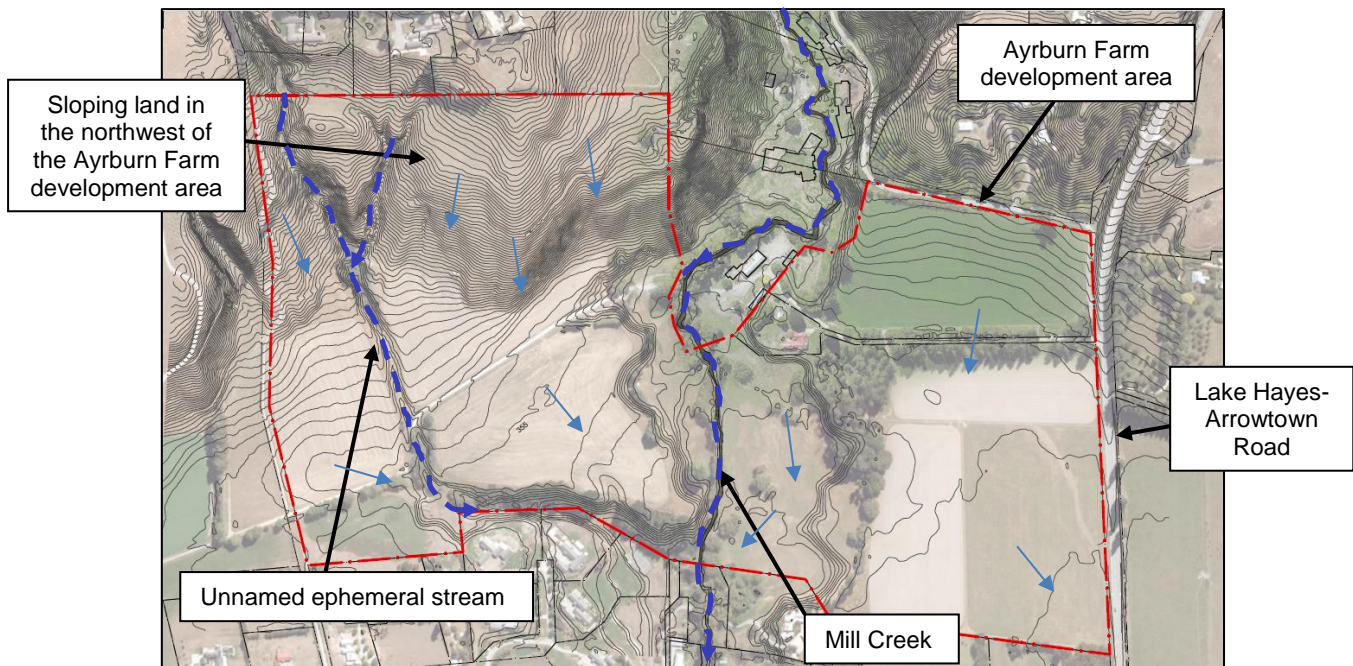 Ayrburn Farm
development area
Sloping land in
the northwest of
the Ayrburn Farm
development area
355
Lake Hayes-
Arrowtown
Road
Unnamed ephemeral stream
Mill Creek